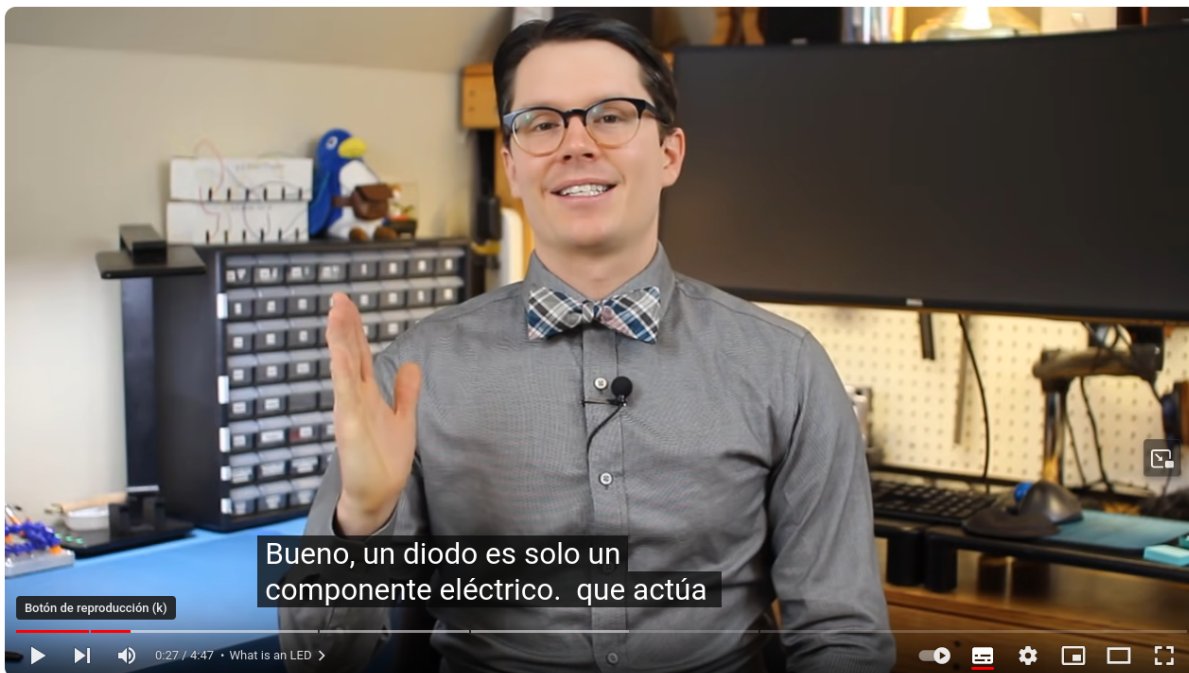 Bueno, un diodo es solo un
componente eléctrico.  que actúa
Botón de reproducción (k)
0:27 / 4:47 • What is an LED